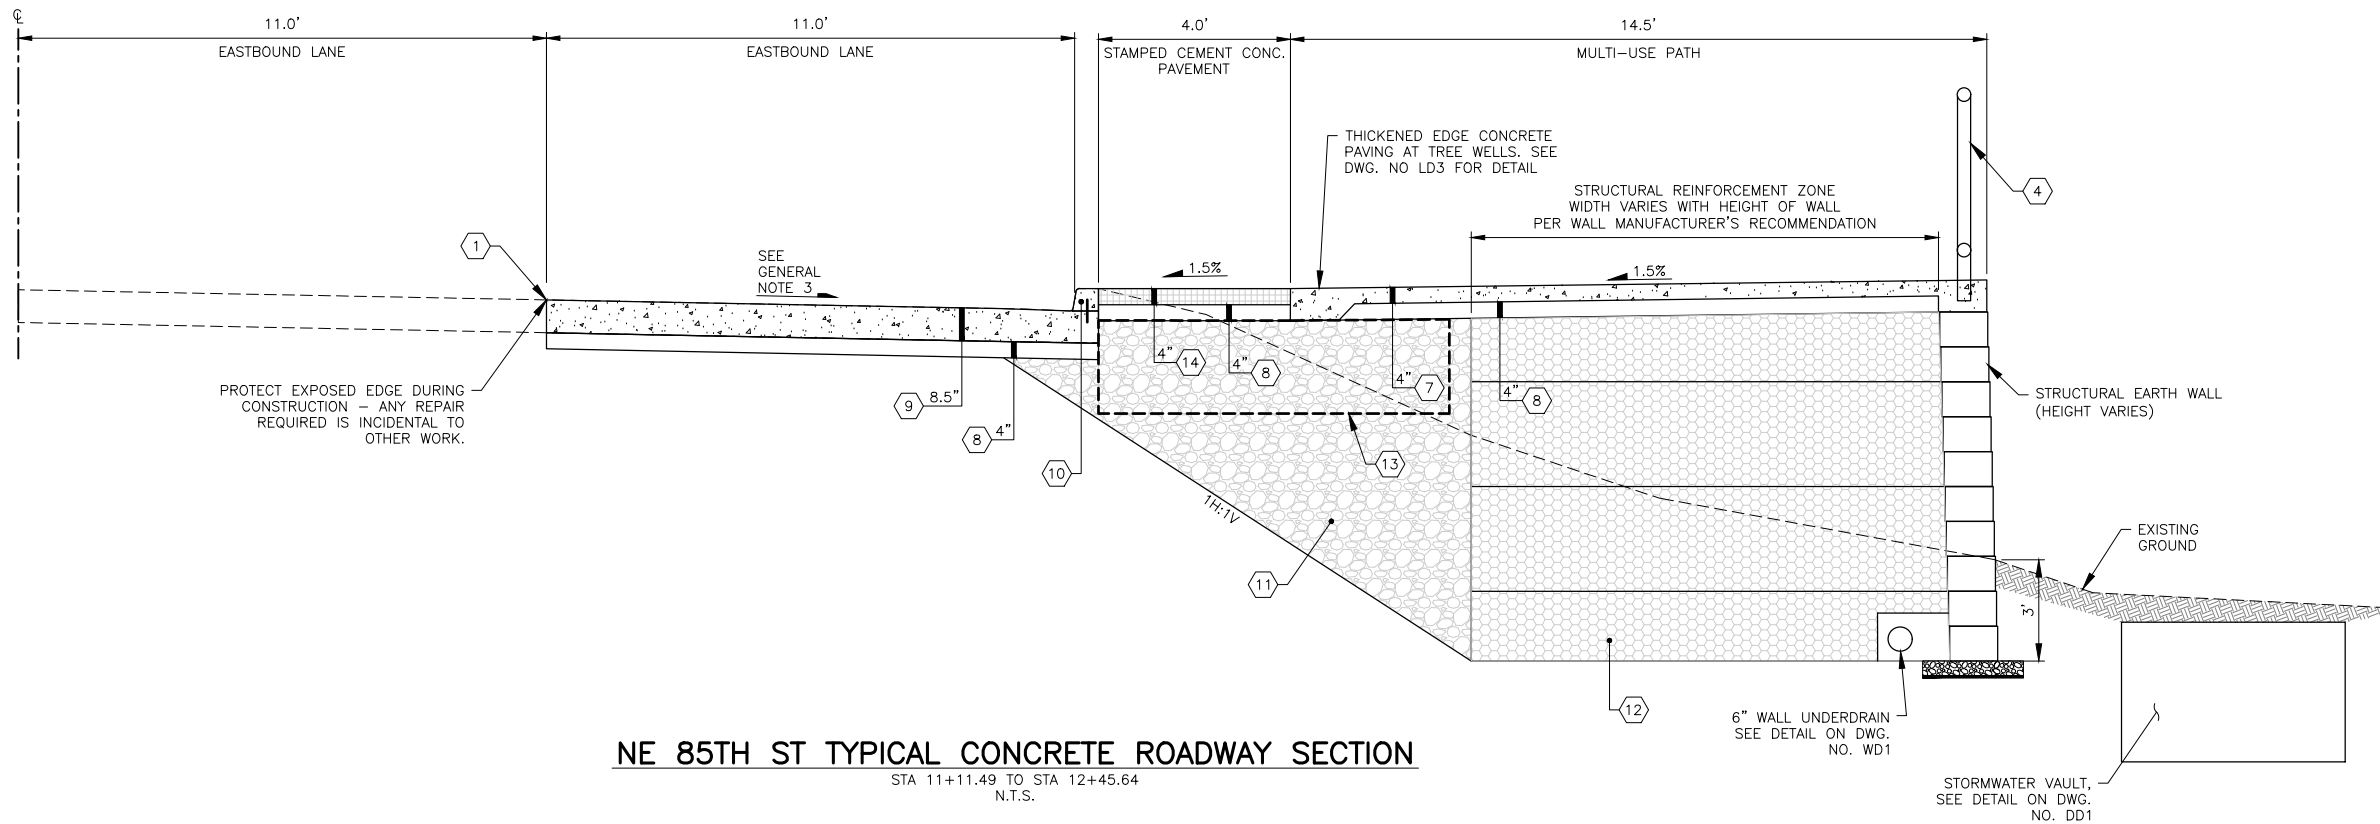 ℄
11.0'
EASTBOUND LANE
11.0'
EASTBOUND LANE
4.0'
STAMPED CEMENT CONC.
PAVEMENT
14.5'
MULTI-USE PATH
THICKENED EDGE CONCRETE
PAVING AT TREE WELLS. SEE
DWG. NO LD3 FOR DETAIL
STRUCTURAL REINFORCEMENT ZONE
WIDTH VARIES WITH HEIGHT OF WALL
PER WALL MANUFACTURER'S RECOMMENDATION
4
1
SEE
GENERAL
NOTE 3
1.5%
1.5%
PROTECT EXPOSED EDGE DURING
CONSTRUCTION – ANY REPAIR
REQUIRED IS INCIDENTAL TO
OTHER WORK.
9
8.5"
8
4"
10
4"
14
4"
8
4"
7
4"
8
13
STRUCTURAL EARTH WALL
(HEIGHT VARIES)
1H:1V
11
EXISTING
GROUND
3'
12
6" WALL UNDERDRAIN
SEE DETAIL ON DWG.
NO. WD1
STORMWATER VAULT,
SEE DETAIL ON DWG.
NO. DD1
NE 85TH ST TYPICAL CONCRETE ROADWAY SECTION
STA 11+11.49 TO STA 12+45.64
N.T.S.